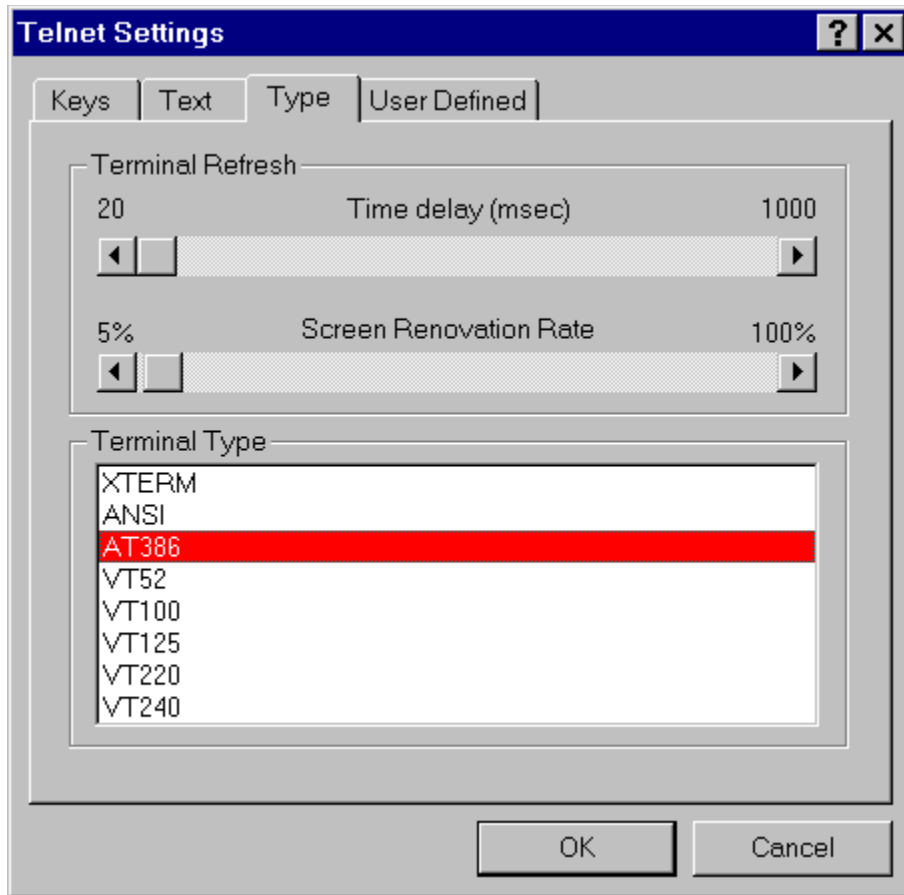 Telnet Settings
Keys Text Type User Defined
Terminal Refresh
20 Time delay (msec) 1000
5% Screen Renovation Rate 100%
Terminal Type
XTERM
ANSI
AT386
VT52
VT100
VT125
VT220
VT240
OK Cancel